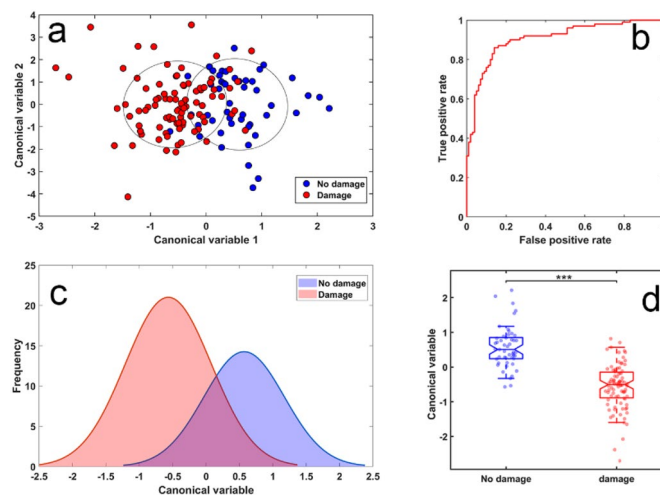 a
5
4
3
2
1
0
-1
-2
-3
-4
-5
-3 -2 -1 0 1 2 3
Canonical variable 2
Canonical variable 1
No damage
Damage
b
1
0.8
0.6
0.4
0.2
0
0 0.2 0.4 0.6 0.8
True positive rate
False positive rate
c
25
20
15
10
5
0
-2.5 -1.5 -0.5 0 0.5 1.5 2.5
Frequency
Canonical variable
No damage
Damage
d
***
2
1
0
-1
-2
Canonical variable
No damage damage